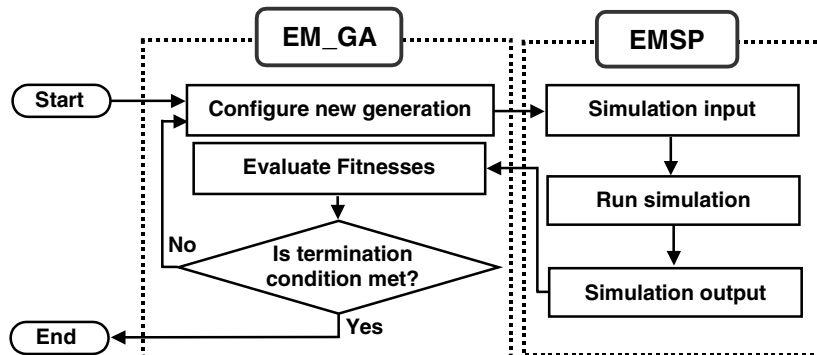 EM_GA
EMSP
Start
Configure new generation
Simulation input
Evaluate Fitnesses
Run simulation
No
Is termination
condition met?
Simulation output
Yes
End